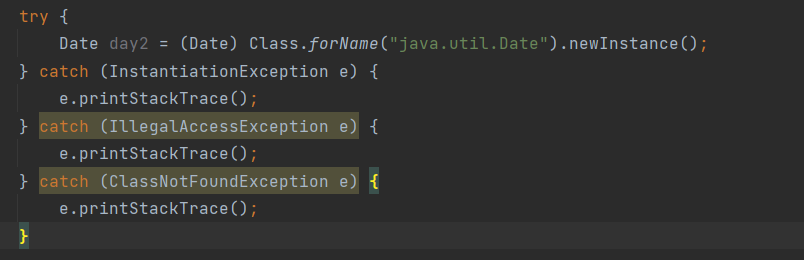 try {
    Date day2 = (Date) Class.forName("java.util.Date").newInstance();
} catch (InstantiationException e) {
    e.printStackTrace();
} catch (IllegalAccessException e) {
    e.printStackTrace();
} catch (ClassNotFoundException e) {
    e.printStackTrace();
}